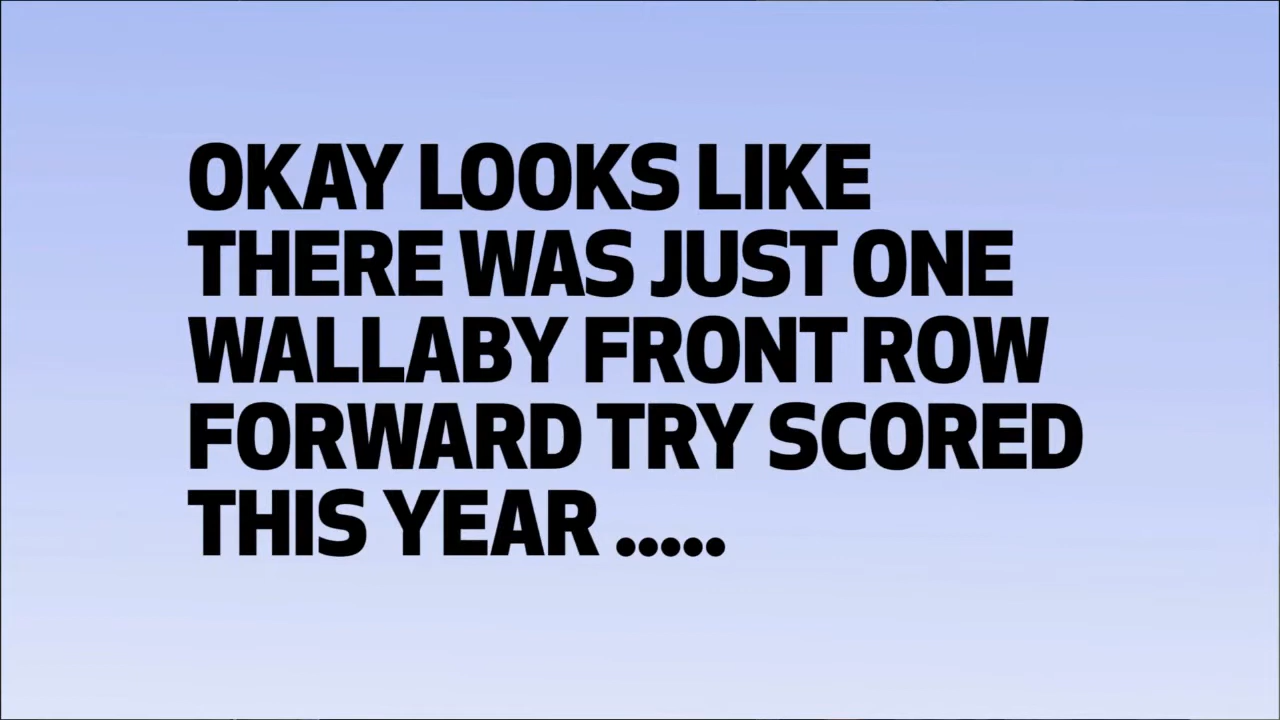 OKAY LOOKS LIKE
THERE WAS JUST ONE
WALLABY FRONT ROW
FORWARD TRY SCORED
THIS YEAR .....